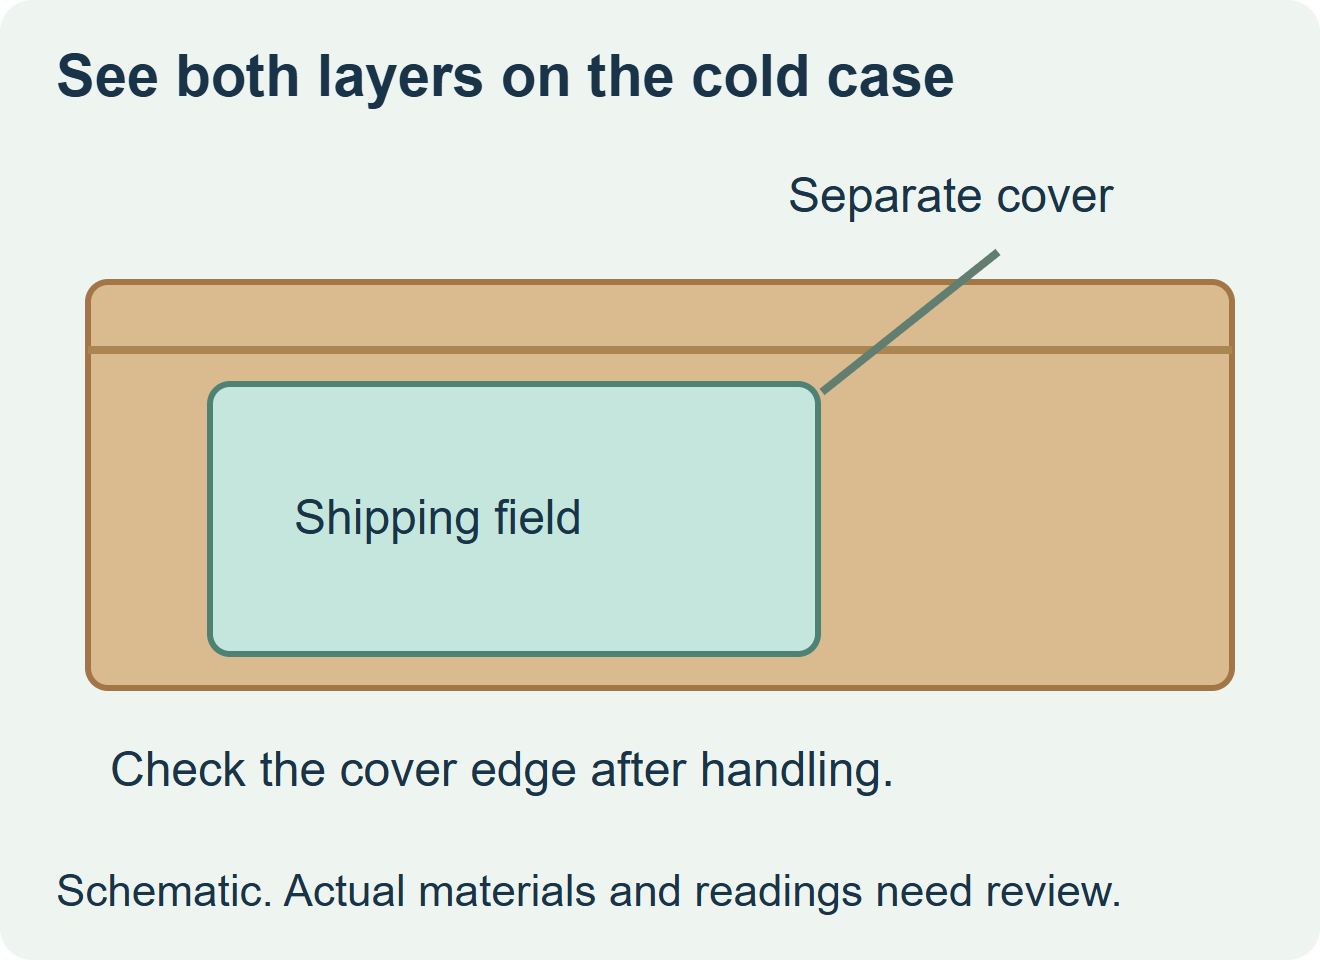 See both layers on the cold case
Separate cover
Shipping field
Check the cover edge after handling.
Schematic. Actual materials and readings need review.